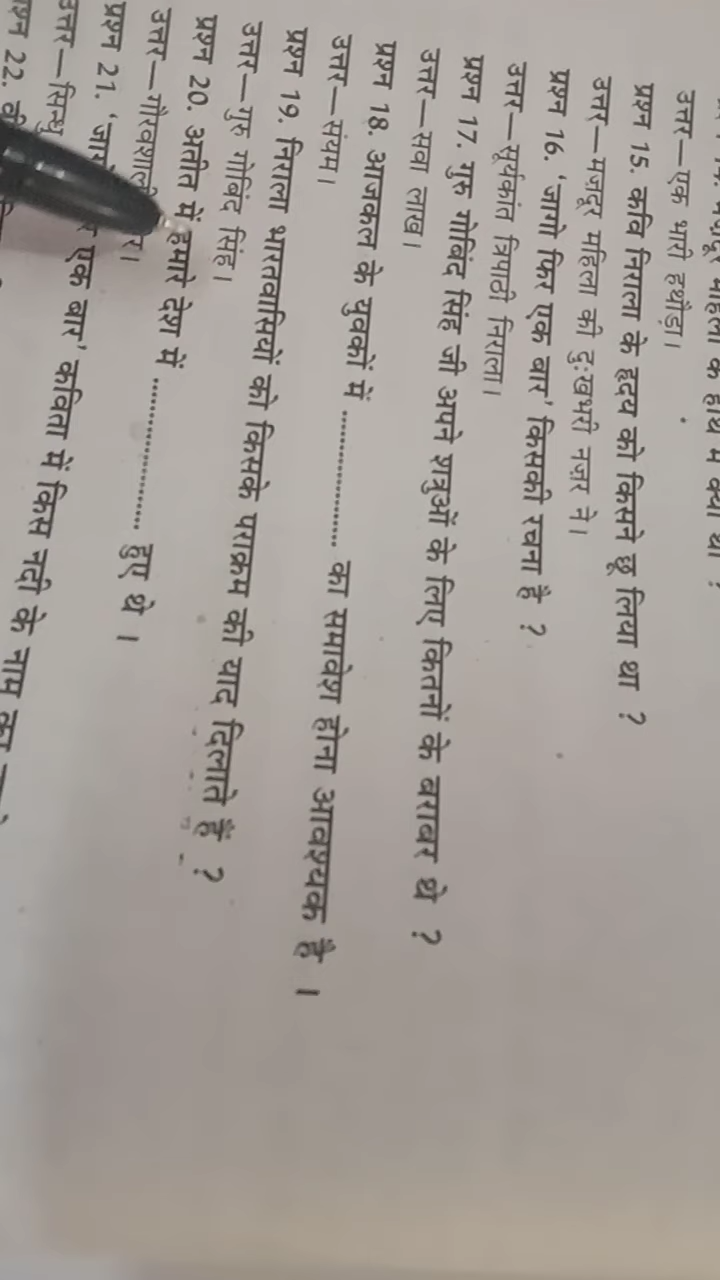 महिला के हाथ में क्या था ?
उत्तर—एक भारी हथौड़ा।
प्रश्न 15. कवि निराला के हृदय को किसने छू लिया था ?
उत्तर—मज़दूर महिला की दुःखभरी नज़र ने।
प्रश्न 16. ‘जागो फिर एक बार’ किसकी रचना है ?
उत्तर—सूर्यकांत त्रिपाठी निराला।
प्रश्न 17. गुरु गोबिंद सिंह जी अपने शत्रुओं के लिए कितनों के बराबर थे ?
उत्तर—सवा लाख।
प्रश्न 18. आजकल के युवकों में .................... का समावेश होना आवश्यक है ।
उत्तर—संयम।
प्रश्न 19. निराला भारतवासियों को किसके पराक्रम की याद दिलाते हैं ?
उत्तर—गुरु गोबिंद सिंह।
प्रश्न 20. अतीत में हमारे देश में ...................... हुए थे ।
उत्तर—गौरवशाली
प्रश्न 21. एक बार’ कविता में किस नदी के नाम का
उत्तर—सिन्धु
22.